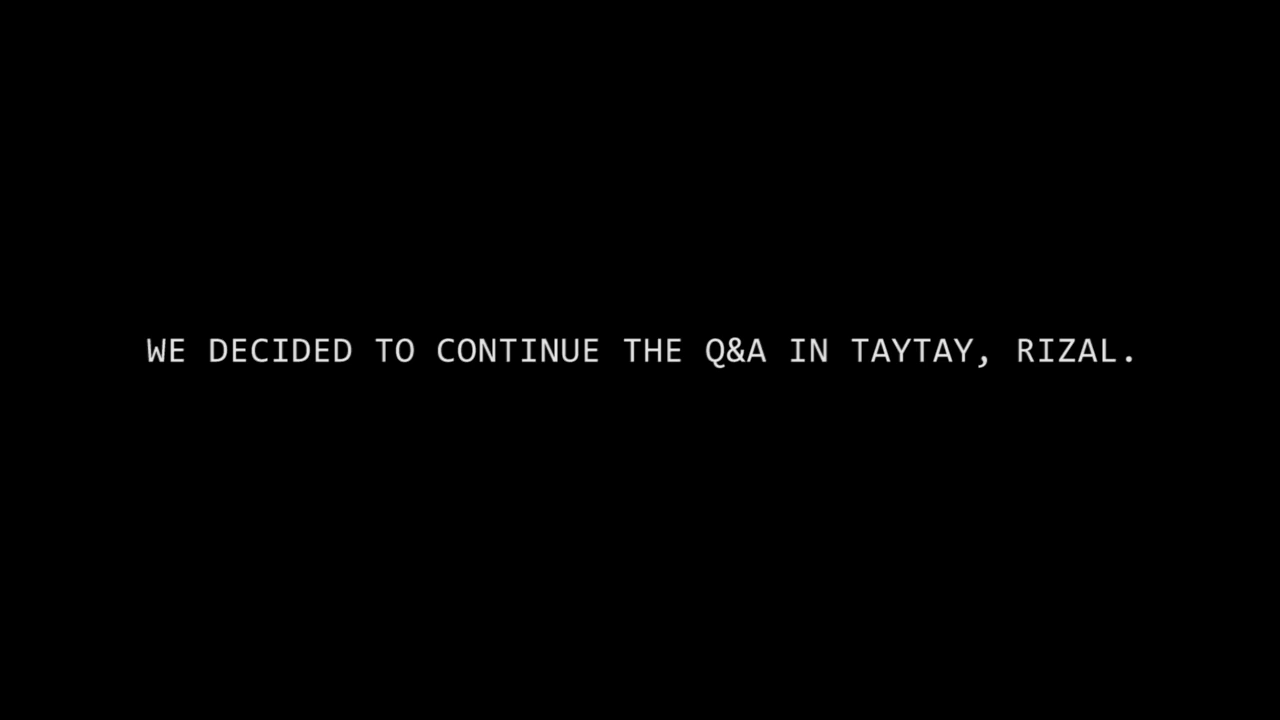 WE DECIDED TO CONTINUE THE Q&A IN TAYTAY, RIZAL.